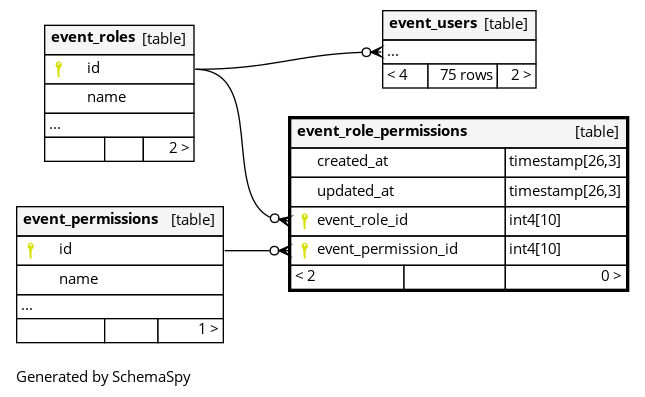 event_roles [table]
id
name
...
2 >
event_users [table]
...
< 4 75 rows 2 >
event_role_permissions [table]
created_at timestamp[26,3]
updated_at timestamp[26,3]
event_role_id int4[10]
event_permission_id int4[10]
< 2 0 >
event_permissions [table]
id
name
...
1 >
Generated by SchemaSpy